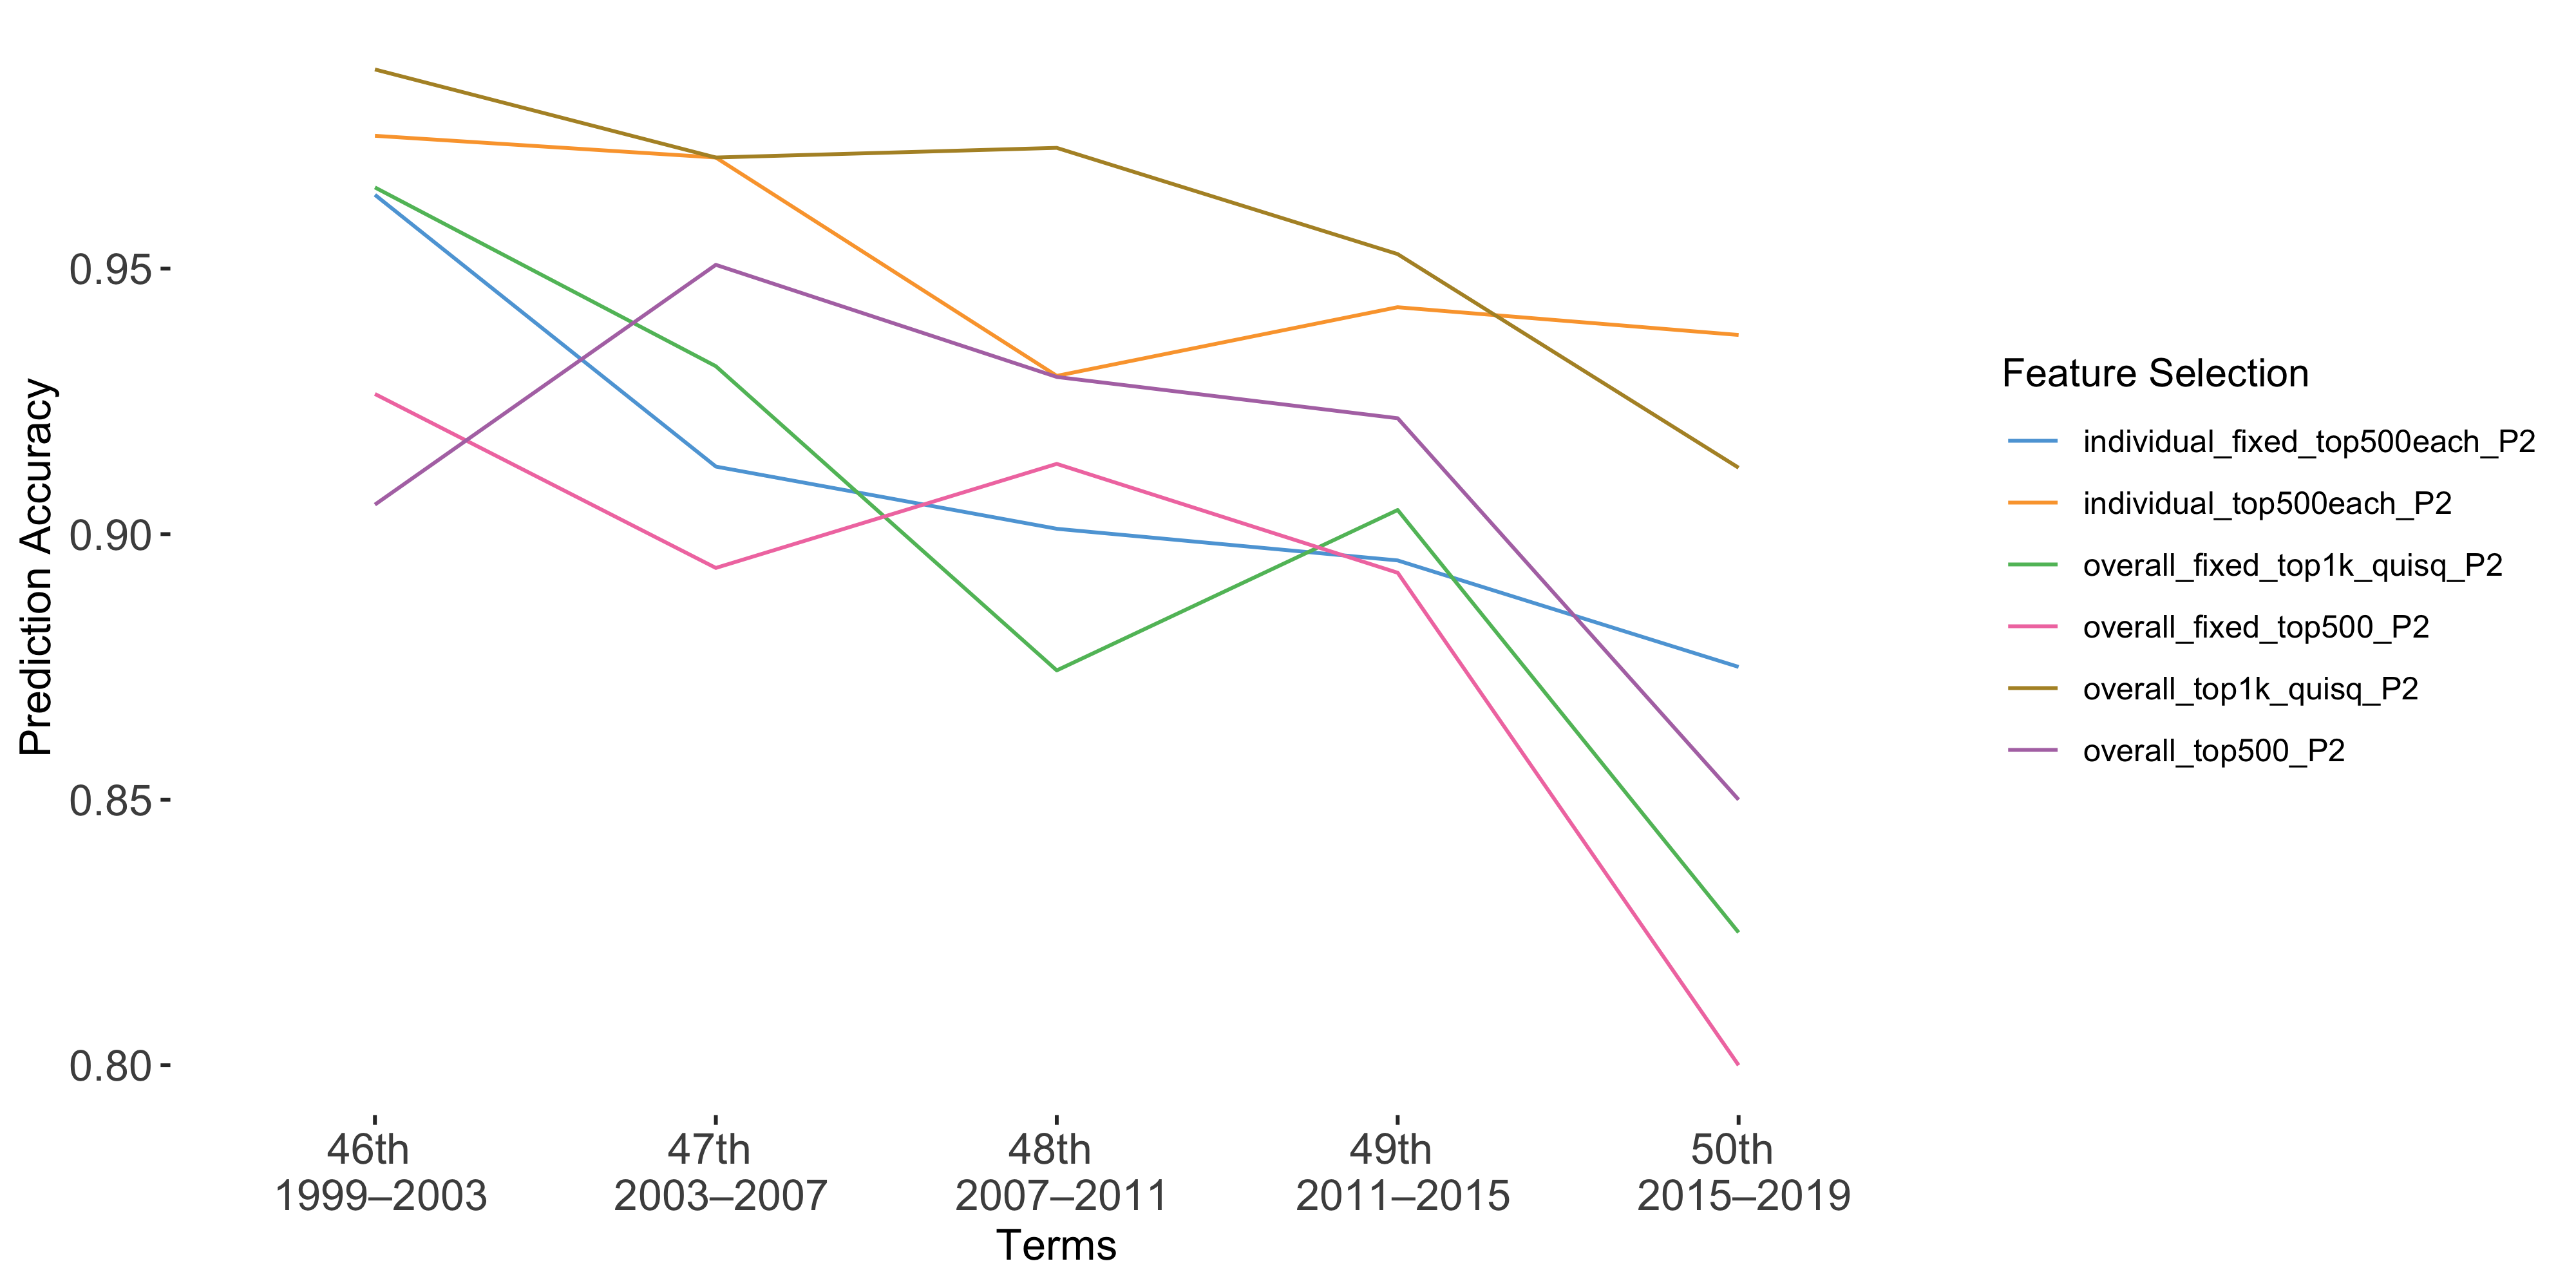 Prediction Accuracy
0.95
0.90
0.85
0.80
46th
1999–2003
47th
2003–2007
48th
2007–2011
49th
2011–2015
50th
2015–2019
Terms
Feature Selection
individual_fixed_top500each_P2
individual_top500each_P2
overall_fixed_top1k_quisq_P2
overall_fixed_top500_P2
overall_top1k_quisq_P2
overall_top500_P2